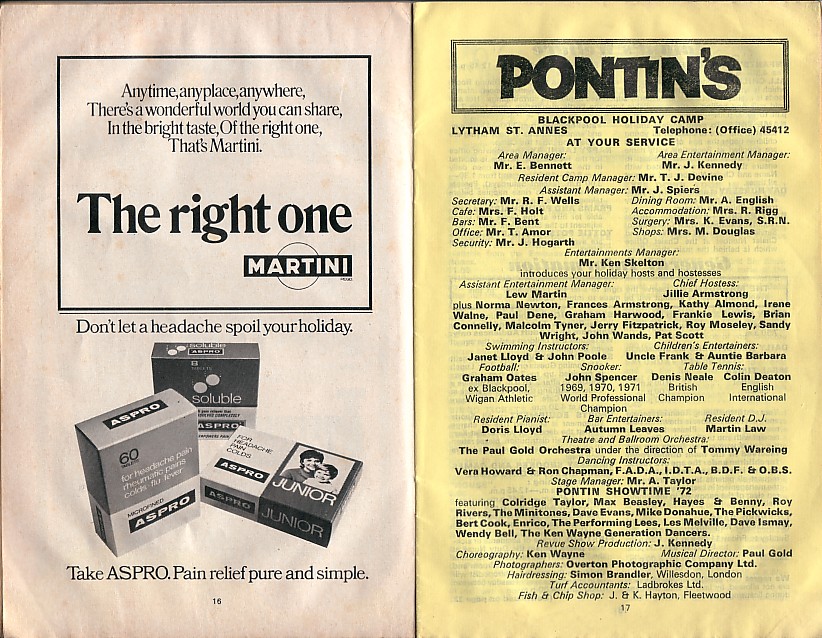 Anytime, any place, anywhere,
There's a wonderful world you can share,
In the bright taste, Of the right one,
That's Martini.
The right one
MARTINI
Don't let a headache spoil your holiday.
soluble
ASPRO
8
TABLETS
soluble
ASPRO
ASPRO
60
for headache pain
rheumatic pains
colds flu fever
MICROFINED
ASPRO
FOR
HEADACHE
PAIN
COLDS
ASPRO
JUNIOR
ASPRO
JUNIOR
Take ASPRO. Pain relief pure and simple.
16
PONTIN'S
BLACKPOOL HOLIDAY CAMP
LYTHAM ST. ANNES Telephone: (Office) 45412
AT YOUR SERVICE
Area Manager: Area Entertainment Manager:
Mr. E. Bennett Mr. J. Kennedy
Resident Camp Manager: Mr. T. J. Devine
Assistant Manager: Mr. J. Spiers
Secretary: Mr. R. F. Wells Dining Room: Mr. A. English
Cafe: Mrs. F. Holt Accommodation: Mrs. R. Rigg
Bars: Mr. F. Bent Surgery: Mrs. K. Evans, S.R.N.
Office: Mr. T. Amor Shops: Mrs. M. Douglas
Security: Mr. J. Hogarth
Entertainments Manager:
Mr. Ken Skelton
introduces your holiday hosts and hostesses
Assistant Entertainment Manager: Chief Hostess:
Lew Martin Jillie Armstrong
plus Norma Newton, Frances Armstrong, Kathy Almond, Irene
Walne, Paul Dene, Graham Harwood, Frankie Lewis, Brian
Connelly, Malcolm Tyner, Jerry Fitzpatrick, Roy Moseley, Sandy
Wright, John Wands, Pat Scott
Swimming Instructors: Children's Entertainers:
Janet Lloyd & John Poole Uncle Frank & Auntie Barbara
Football: Snooker: Table Tennis:
Graham Oates John Spencer Denis Neale Colin Deaton
ex Blackpool, 1969, 1970, 1971 British English
Wigan Athletic World Professional Champion International
Champion
Resident Pianist: Bar Entertainers: Resident D.J.
Doris Lloyd Autumn Leaves Martin Law
Theatre and Ballroom Orchestra:
The Paul Gold Orchestra under the direction of Tommy Wareing
Dancing Instructors:
Vera Howard & Ron Chapman, F.A.D.A., I.D.T.A., B.D.F. & O.B.S.
Stage Manager: Mr. A. Taylor
PONTIN SHOWTIME '72
featuring Colridge Taylor, Max Beasley, Hayes & Benny, Roy
Rivers, The Minitones, Dave Evans, Mike Donahue, The Pickwicks,
Bert Cook, Enrico, The Performing Lees, Les Melville, Dave Ismay,
Wendy Bell, The Ken Wayne Generation Dancers.
Revue Show Production: J. Kennedy
Choreography: Ken Wayne Musical Director: Paul Gold
Photographers: Overton Photographic Company Ltd.
Hairdressing: Simon Brandler, Willesdon, London
Turf Accountants: Ladbrokes Ltd.
Fish & Chip Shop: J. & K. Hayton, Fleetwood
17